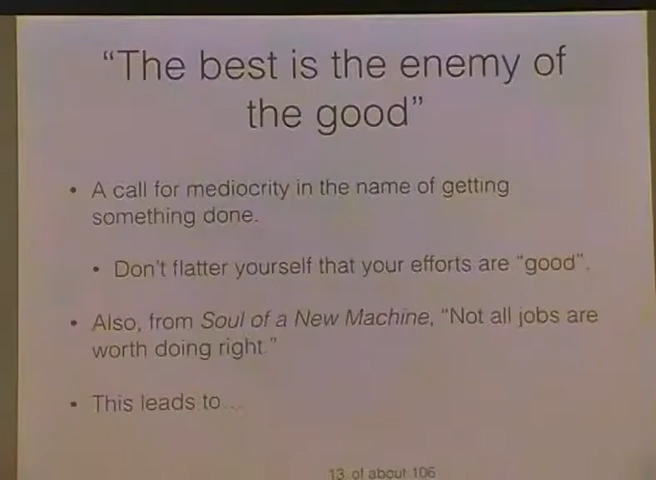 “The best is the enemy of
the good”
• A call for mediocrity in the name of getting
something done.
• Don't flatter yourself that your efforts are “good”.
• Also, from Soul of a New Machine, “Not all jobs are
worth doing right.”
• This leads to…
13 of about 106